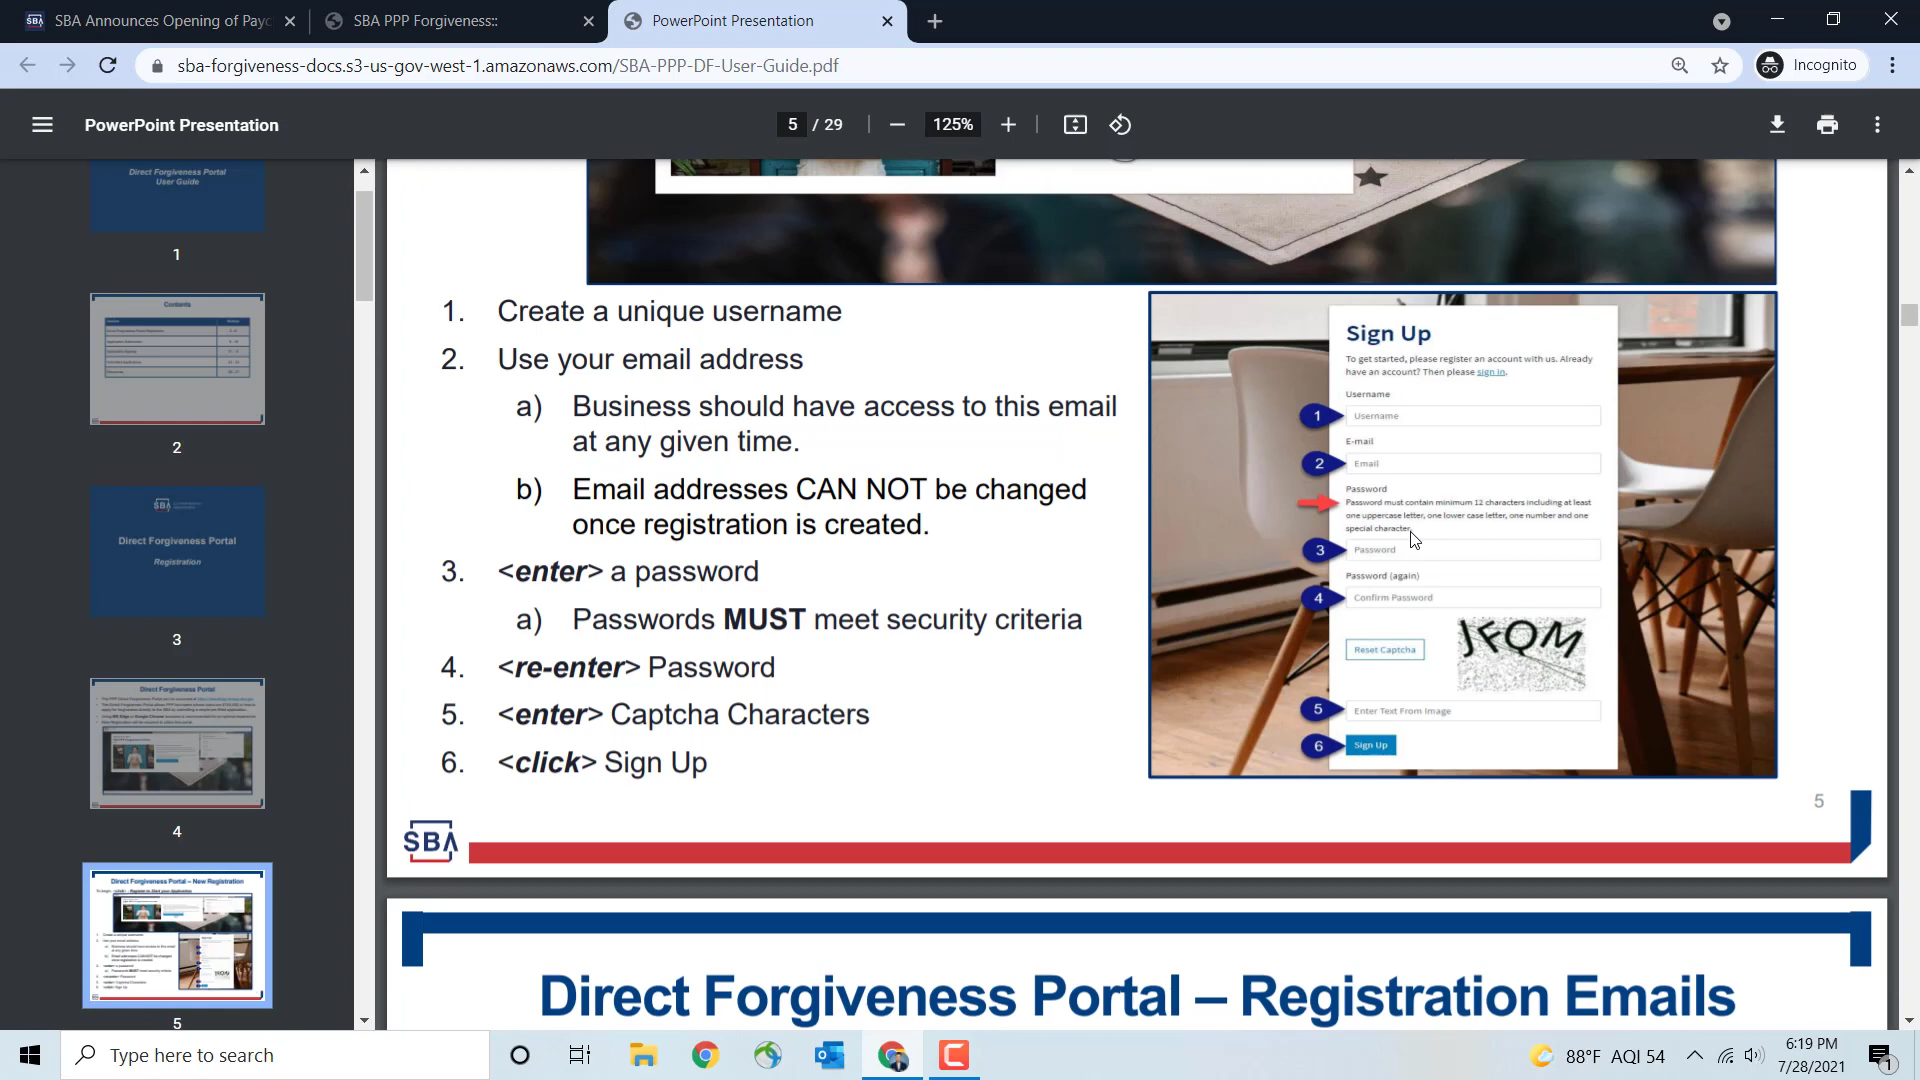 SBA Announces Opening of Payc
SBA PPP Forgiveness::
PowerPoint Presentation
sba-forgiveness-docs.s3-us-gov-west-1.amazonaws.com/SBA-PPP-DF-User-Guide.pdf
Incognito
PowerPoint Presentation
5 / 29
125%
Direct Forgiveness Portal
User Guide
1
Contents
2
SBA
Direct Forgiveness Portal
Registration
3
Direct Forgiveness Portal
4
Direct Forgiveness Portal – New Registration
5
1. Create a unique username
2. Use your email address
a) Business should have access to this email
at any given time.
b) Email addresses CAN NOT be changed
once registration is created.
3. <enter> a password
a) Passwords MUST meet security criteria
4. <re-enter> Password
5. <enter> Captcha Characters
6. <click> Sign Up
Sign Up
To get started, please register an account with us. Already
have an account? Then please sign in.
Username
1 Username
E-mail
2 Email
Password
Password must contain minimum 12 characters including at least
one uppercase letter, one lower case letter, one number and one
special character.
3 Password
Password (again)
4 Confirm Password
Reset Captcha
JFQM
5 Enter Text From Image
6 Sign Up
5
SBA
Direct Forgiveness Portal – Registration Emails
Type here to search
88°F AQI 54
6:19 PM
7/28/2021
1